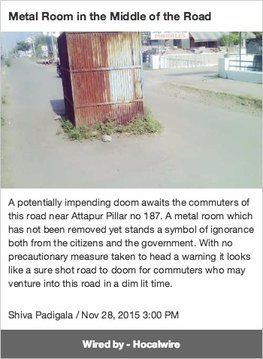 Metal Room in the Middle of the Road
A potentially impending doom awaits the commuters of
this road near Attapur Pillar no 187. A metal room which
has not been removed yet stands a symbol of ignorance
both from the citizens and the government. With no
precautionary measure taken to head a warning it looks
like a sure shot road to doom for commuters who may
venture into this road in a dim lit time.
Shiva Padigala / Nov 28, 2015 3:00 PM
Wired by - Hocalwire